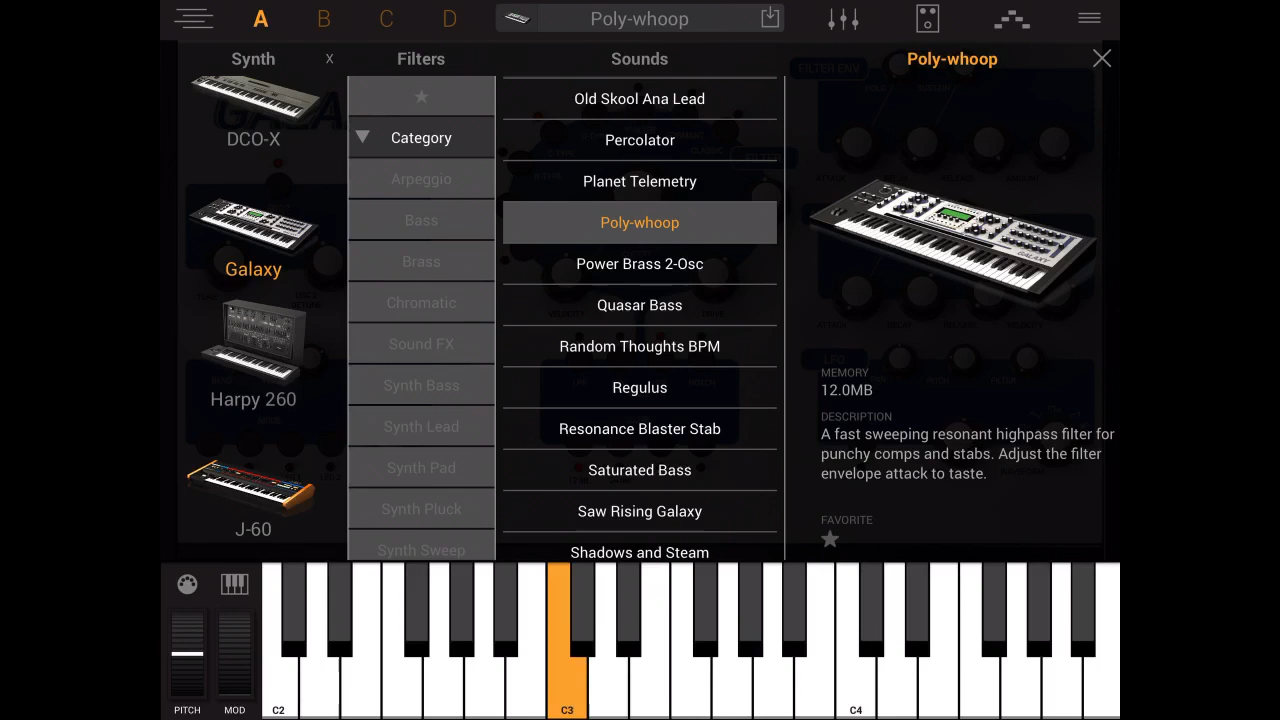 A B C D Poly-whoop
Synth x Filters Sounds Poly-whoop
DCO-X
Galaxy
Harpy 260
J-60
★
Category
Arpeggio
Bass
Brass
Chromatic
Sound FX
Synth Bass
Synth Lead
Synth Pad
Synth Pluck
Synth Sweep
Old Skool Ana Lead
Percolator
Planet Telemetry
Poly-whoop
Power Brass 2-Osc
Quasar Bass
Random Thoughts BPM
Regulus
Resonance Blaster Stab
Saturated Bass
Saw Rising Galaxy
Shadows and Steam
FILTER ENV
GALAXY
MEMORY
12.0MB
DESCRIPTION
A fast sweeping resonant highpass filter for
punchy comps and stabs. Adjust the filter
envelope attack to taste.
FAVORITE
PITCH MOD C2 C3 C4